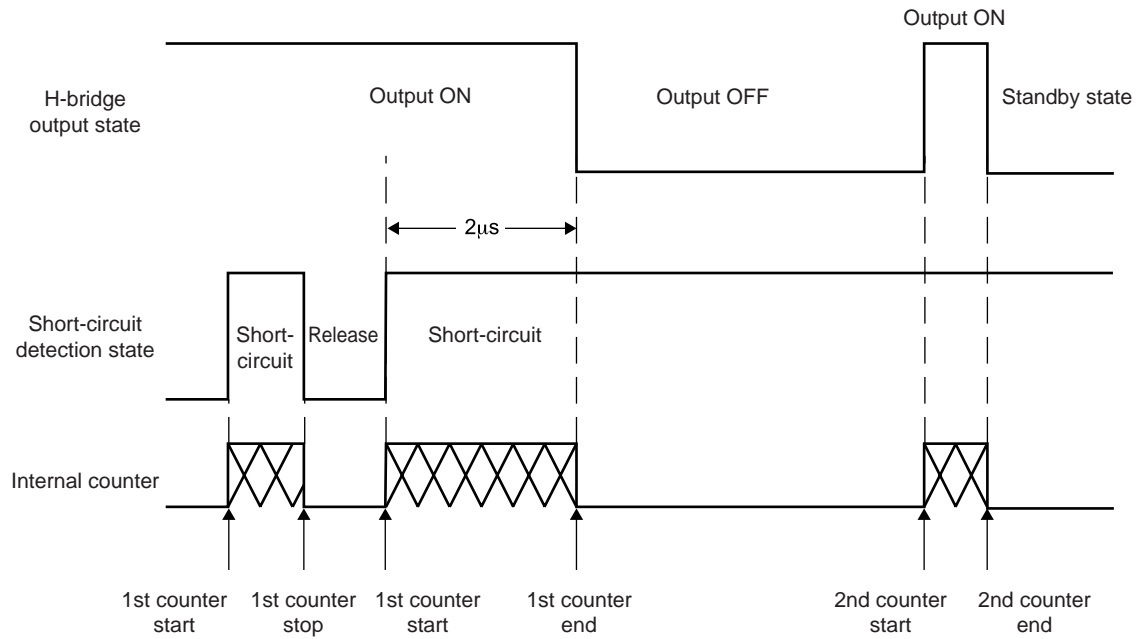 Output ON
H-bridge
output state
Output ON
Output OFF
Standby state
2μs
Short-circuit
detection state
Short-
circuit
Release
Short-circuit
Internal counter
1st counter
start
1st counter
stop
1st counter
start
1st counter
end
2nd counter
start
2nd counter
end